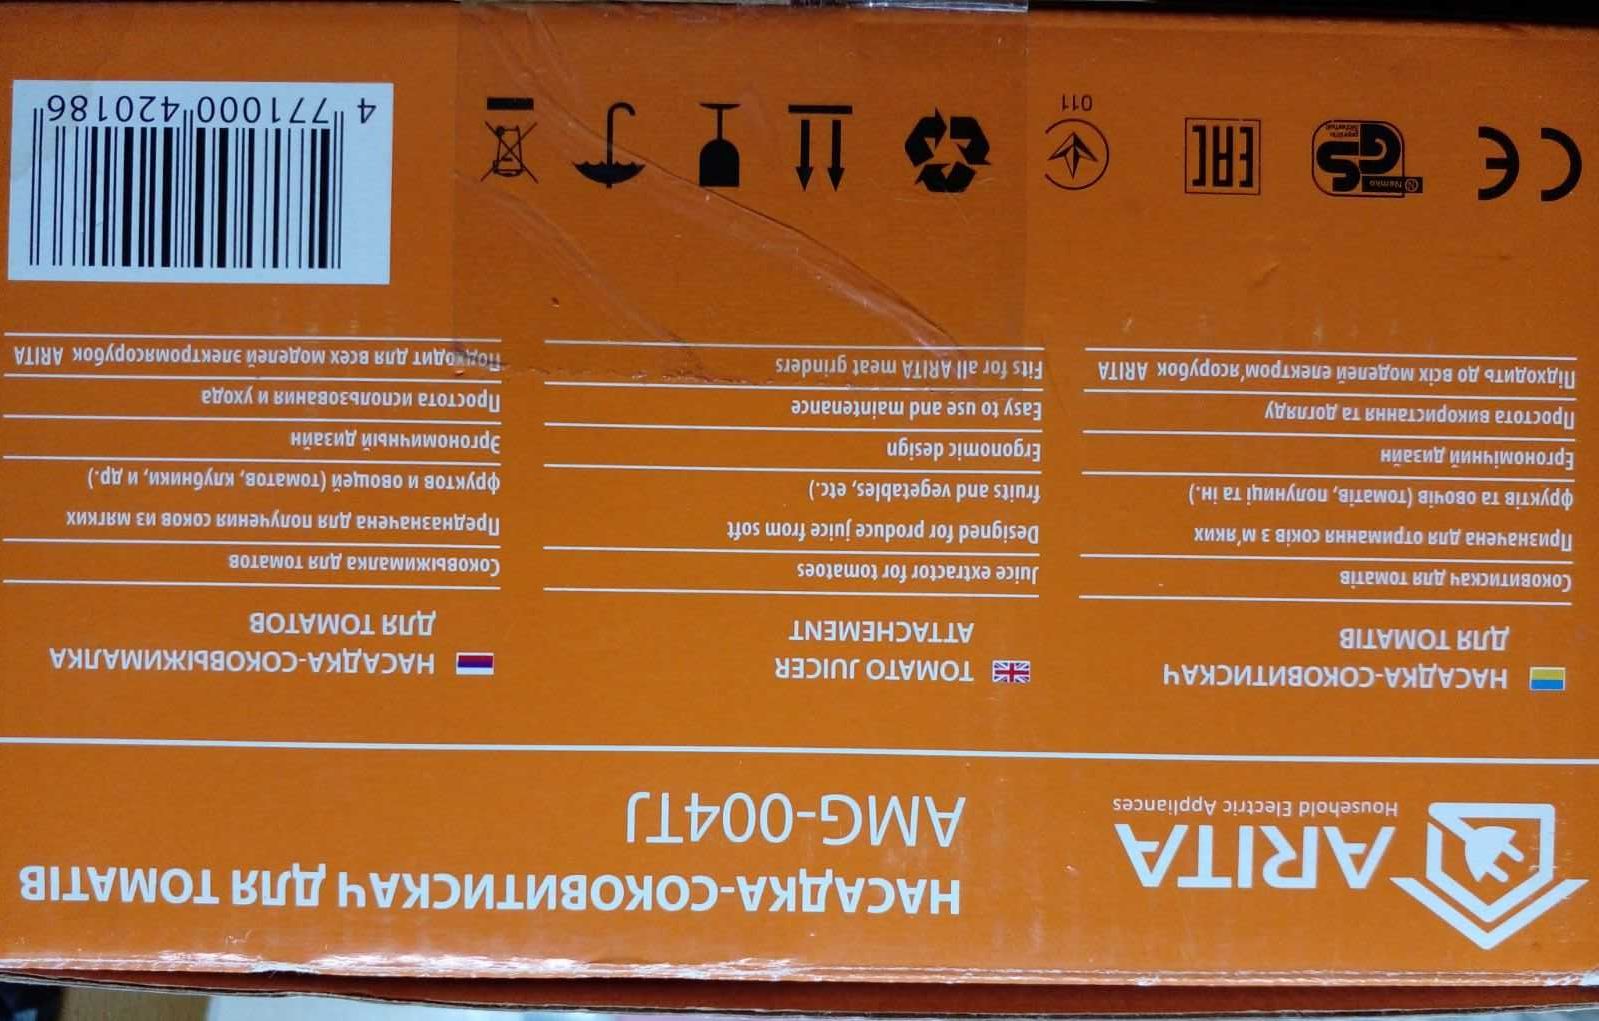 ARITA
Household Electric Appliances
НАСАДКА-СОКОВИТИСКАЧ ДЛЯ ТОМАТІВ
AMG-004TJ
НАСАДКА-СОКОВИТИСКАЧ
ДЛЯ ТОМАТІВ
Соковитискач для томатів
Призначена для отримання соків з м'яких
фруктів та овочів (томатів, полуниці та ін.)
Ергономічний дизайн
Простота використання та догляду
Підходить до всіх моделей електром'ясорубок ARITA
TOMATO JUICER
ATTACHEMENT
Juice extractor for tomatoes
Designed for produce juice from soft
fruits and vegetables, etc.)
Ergonomic design
Easy to use and maintenance
Fits for all ARITA meat grinders
НАСАДКА-СОКОВЫЖИМАЛКА
ДЛЯ ТОМАТОВ
Соковыжималка для томатов
Предназначена для получения соков из мягких
фруктов и овощей (томатов, клубники, и др.)
Эргономичный дизайн
Простота использования и ухода
Подходит для всех моделей электромясорубок ARITA
CE
Nemko
GS
geprüfte
Sicherheit
EAC
011
4 771000 420186